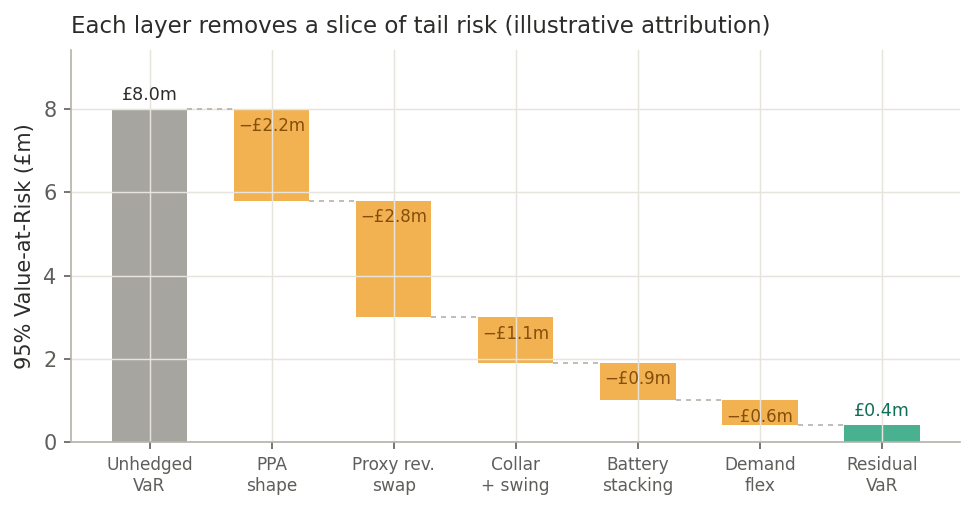 Each layer removes a slice of tail risk (illustrative attribution)
95% Value-at-Risk (£m)
8
6
4
2
0
£8.0m
−£2.2m
−£2.8m
−£1.1m
−£0.9m
−£0.6m
£0.4m
Unhedged
VaR
PPA
shape
Proxy rev.
swap
Collar
+ swing
Battery
stacking
Demand
flex
Residual
VaR